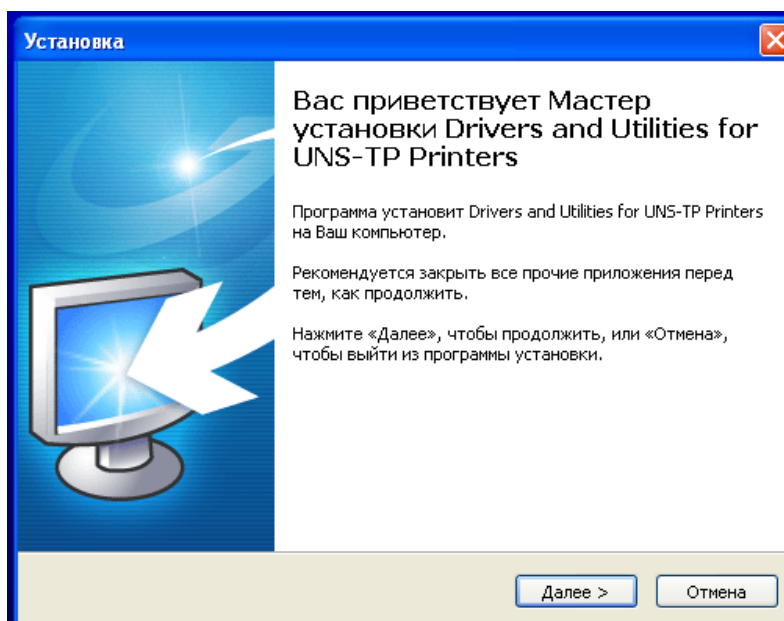 Установка
Вас приветствует Мастер
установки Drivers and Utilities for
UNS-TP Printers
Программа установит Drivers and Utilities for UNS-TP Printers
на Ваш компьютер.
Рекомендуется закрыть все прочие приложения перед
тем, как продолжить.
Нажмите «Далее», чтобы продолжить, или «Отмена»,
чтобы выйти из программы установки.
Далее >
Отмена